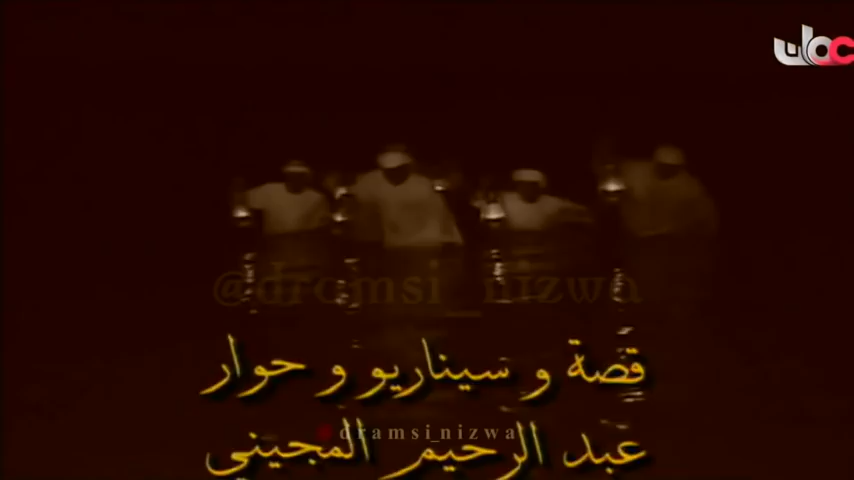 @dramsi_nizwa
قصة و سيناريو و حوار
dramsi_nizwa
عبد الرحيم المجيني